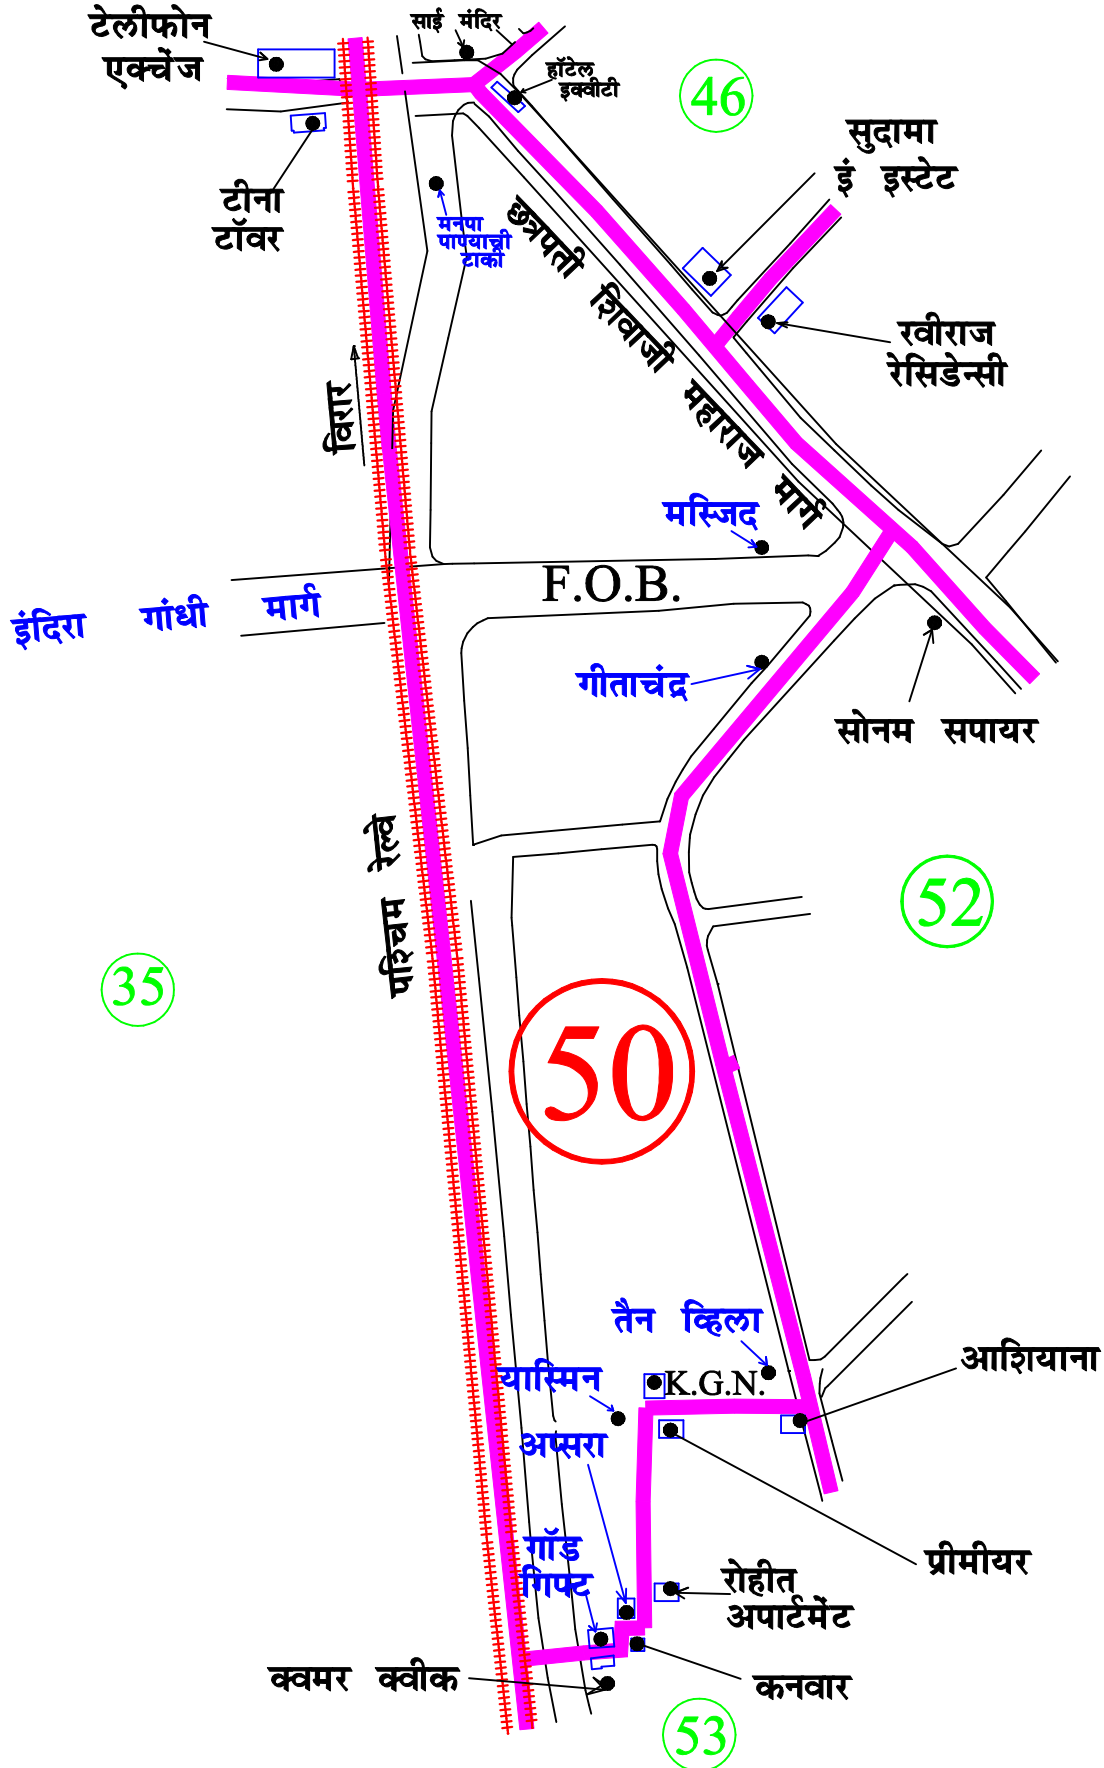 टेलीफोन
एक्चेंज
साई मंदिर
हॉटेल
इक्वीटी
46
सुदामा
इं इस्टेट
टीना
टॉवर
मनपा
पाण्याची
टाकी
छत्रपती शिवाजी महाराज मार्ग
रवीराज
रेसिडेन्सी
विरार
मस्जिद
F.O.B.
इंदिरा गांधी मार्ग
गीताचंद्र
सोनम सपायर
पश्चिम रेल्वे
52
35
50
तैन व्हिला
आशियाना
यास्मिन
K.G.N.
अप्सरा
गॉड
गिफ्ट
प्रीमीयर
रोहीत
अपार्टमेंट
क्वमर क्वीक
कनवार
53